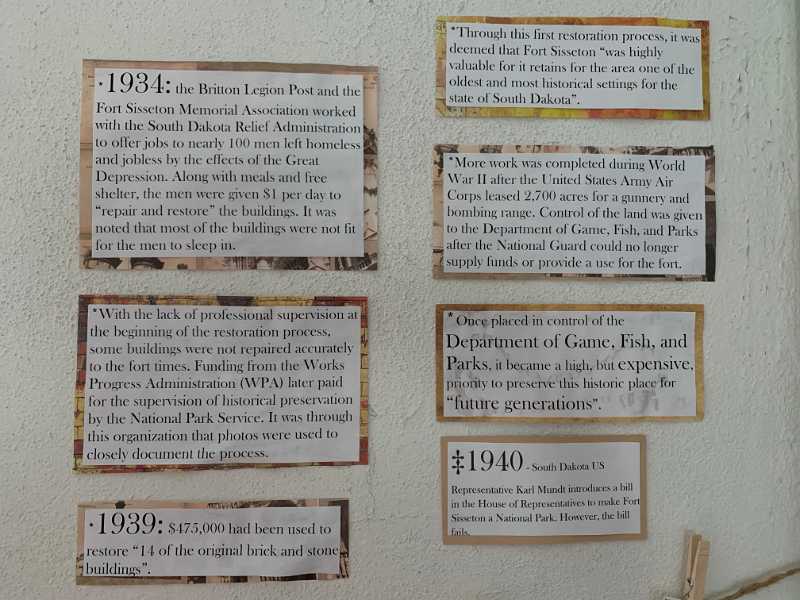 ·1934: the Britton Legion Post and the
Fort Sisseton Memorial Association worked
with the South Dakota Relief Administration
to offer jobs to nearly 100 men left homeless
and jobless by the effects of the Great
Depression. Along with meals and free
shelter, the men were given $1 per day to
“repair and restore” the buildings. It was
noted that most of the buildings were not fit
for the men to sleep in.
*With the lack of professional supervision at
the beginning of the restoration process,
some buildings were not repaired accurately
to the fort times. Funding from the Works
Progress Administration (WPA) later paid
for the supervision of historical preservation
by the National Park Service. It was through
this organization that photos were used to
closely document the process.
·1939: $475,000 had been used to
restore “14 of the original brick and stone
buildings”.
*Through this first restoration process, it was
deemed that Fort Sisseton “was highly
valuable for it retains for the area one of the
oldest and most historical settings for the
state of South Dakota”.
*More work was completed during World
War II after the United States Army Air
Corps leased 2,700 acres for a gunnery and
bombing range. Control of the land was given
to the Department of Game, Fish, and Parks
after the National Guard could no longer
supply funds or provide a use for the fort.
*Once placed in control of the
Department of Game, Fish, and
Parks, it became a high, but expensive,
priority to preserve this historic place for
“future generations”.
‡1940 - South Dakota US
Representative Karl Mundt introduces a bill
in the House of Representatives to make Fort
Sisseton a National Park. However, the bill
fails.